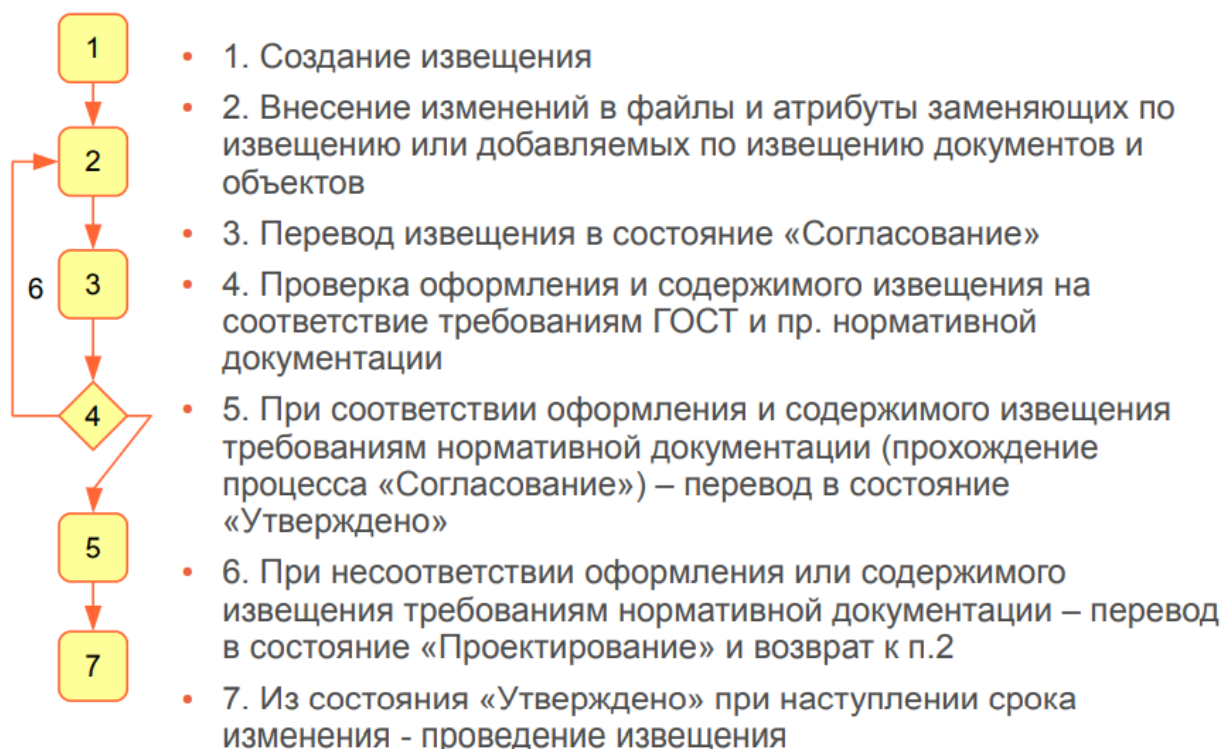 1
2
3
6
4
5
7
• 1. Создание извещения
• 2. Внесение изменений в файлы и атрибуты заменяющих по
извещению или добавляемых по извещению документов и
объектов
• 3. Перевод извещения в состояние «Согласование»
• 4. Проверка оформления и содержимого извещения на
соответствие требованиям ГОСТ и пр. нормативной
документации
• 5. При соответствии оформления и содержимого извещения
требованиям нормативной документации (прохождение
процесса «Согласование») – перевод в состояние
«Утверждено»
• 6. При несоответствии оформления или содержимого
извещения требованиям нормативной документации – перевод
в состояние «Проектирование» и возврат к п.2
• 7. Из состояния «Утверждено» при наступлении срока
изменения - проведение извещения